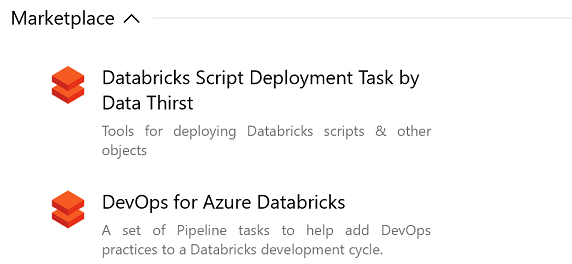 Marketplace
Databricks Script Deployment Task by
Data Thirst
Tools for deploying Databricks scripts & other
objects
DevOps for Azure Databricks
A set of Pipeline tasks to help add DevOps
practices to a Databricks development cycle.